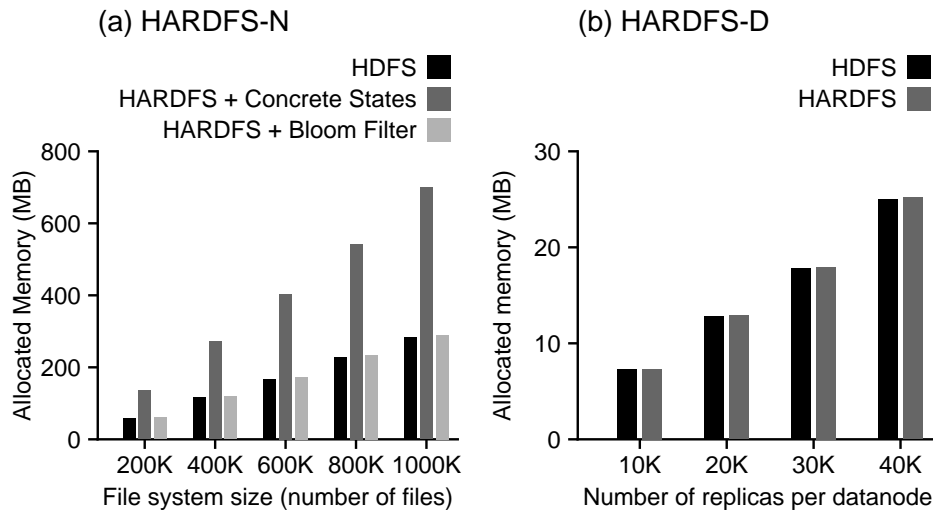 (a) HARDFS-N
HDFS
HARDFS + Concrete States
HARDFS + Bloom Filter
Allocated Memory (MB)
800
600
400
200
0
200K 400K 600K 800K 1000K
File system size (number of files)
(b) HARDFS-D
HDFS
HARDFS
Allocated memory (MB)
30
20
10
0
10K 20K 30K 40K
Number of replicas per datanode